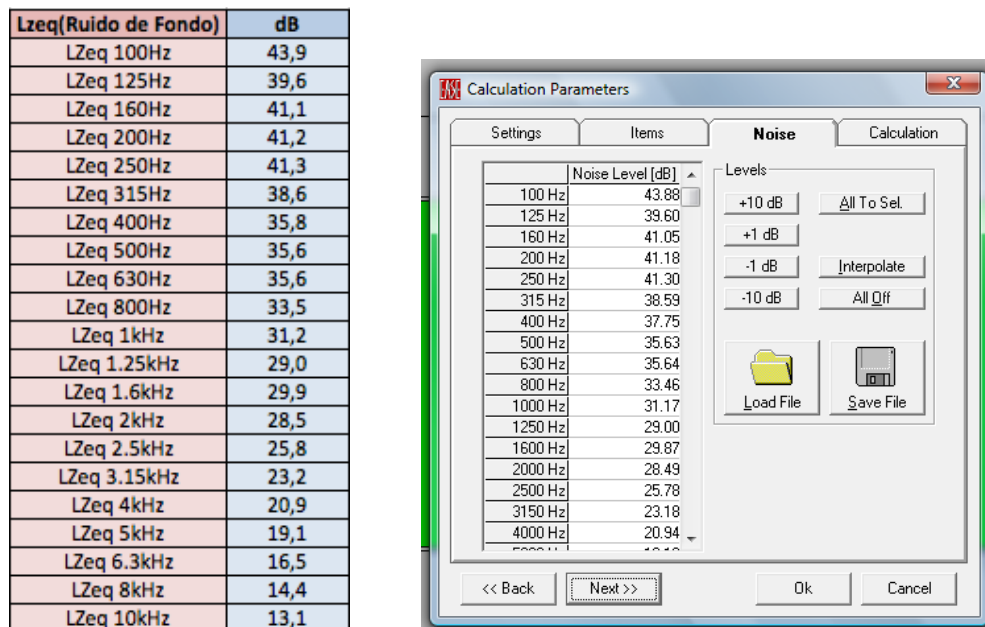 Lzeq(Ruido de Fondo) dB
LZeq 100Hz 43,9
LZeq 125Hz 39,6
LZeq 160Hz 41,1
LZeq 200Hz 41,2
LZeq 250Hz 41,3
LZeq 315Hz 38,6
LZeq 400Hz 35,8
LZeq 500Hz 35,6
LZeq 630Hz 35,6
LZeq 800Hz 33,5
LZeq 1kHz 31,2
LZeq 1.25kHz 29,0
LZeq 1.6kHz 29,9
LZeq 2kHz 28,5
LZeq 2.5kHz 25,8
LZeq 3.15kHz 23,2
LZeq 4kHz 20,9
LZeq 5kHz 19,1
LZeq 6.3kHz 16,5
LZeq 8kHz 14,4
LZeq 10kHz 13,1
EASE Calculation Parameters
Settings Items Noise Calculation
Noise Level [dB]
100 Hz 43.88
125 Hz 39.60
160 Hz 41.05
200 Hz 41.18
250 Hz 41.30
315 Hz 38.59
400 Hz 37.75
500 Hz 35.63
630 Hz 35.64
800 Hz 33.46
1000 Hz 31.17
1250 Hz 29.00
1600 Hz 29.87
2000 Hz 28.49
2500 Hz 25.78
3150 Hz 23.18
4000 Hz 20.94
Levels
+10 dB All To Sel.
+1 dB
-1 dB Interpolate
-10 dB All Off
Load File Save File
<< Back Next >> Ok Cancel